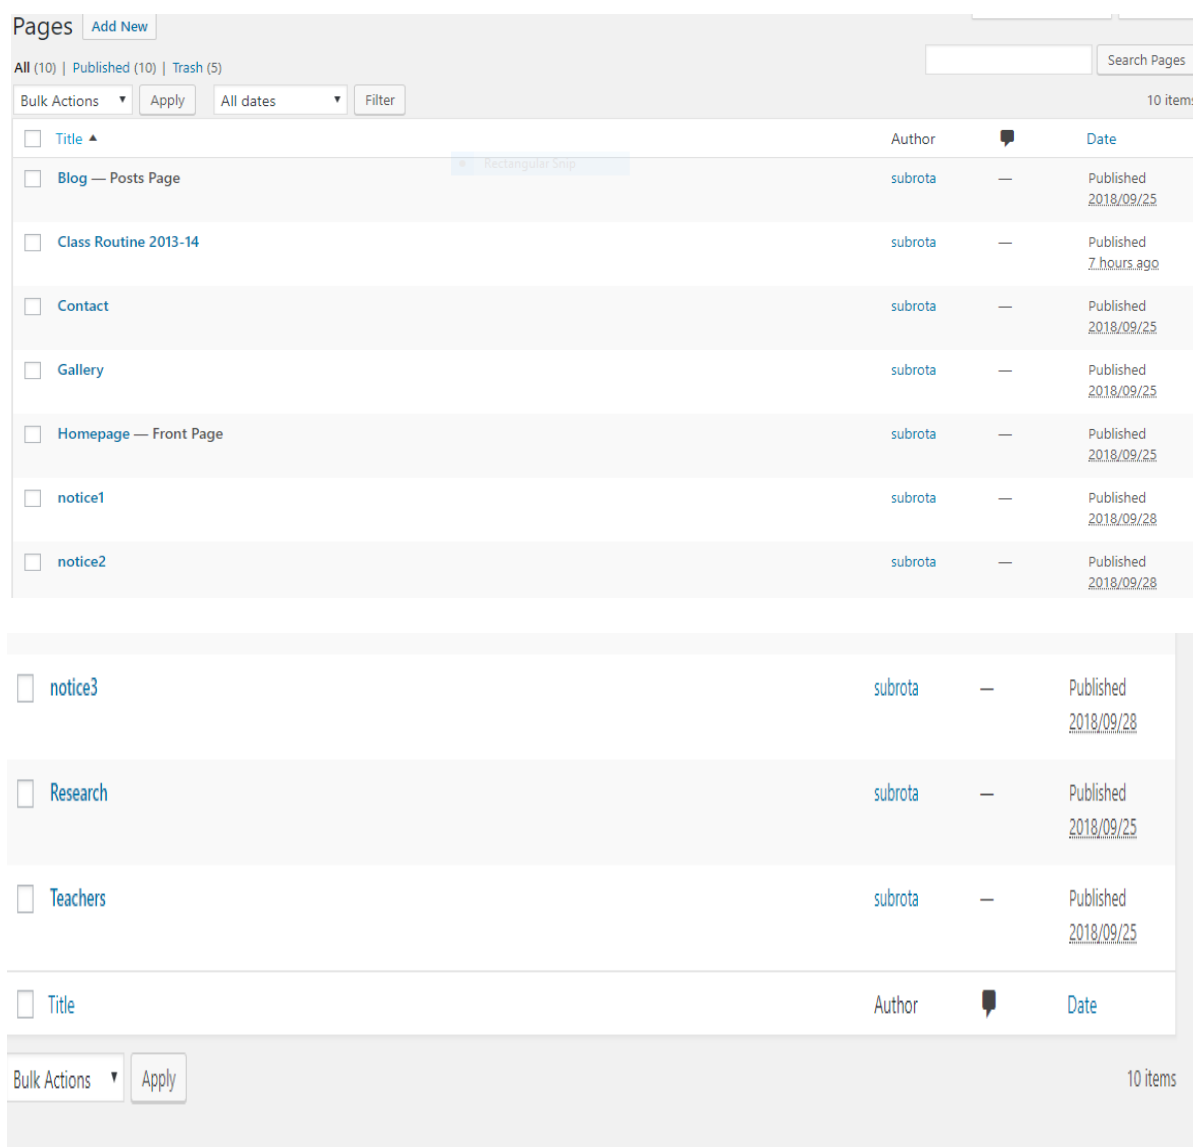 Pages Add New
All (10) | Published (10) | Trash (5)
Search Pages
Bulk Actions Apply All dates Filter 10 items
Title Author Date
Rectangular Snip
Blog — Posts Page subrota — Published
2018/09/25
Class Routine 2013-14 subrota — Published
7 hours ago
Contact subrota — Published
2018/09/25
Gallery subrota — Published
2018/09/25
Homepage — Front Page subrota — Published
2018/09/25
notice1 subrota — Published
2018/09/28
notice2 subrota — Published
2018/09/28
notice3 subrota — Published
2018/09/28
Research subrota — Published
2018/09/25
Teachers subrota — Published
2018/09/25
Title Author Date
Bulk Actions Apply 10 items